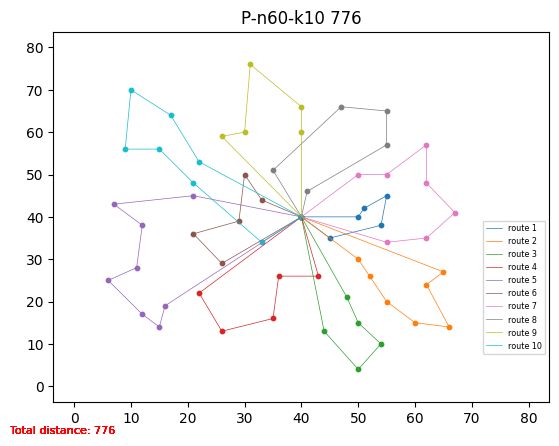 P-n60-k10 776
80
70
60
50
40
30
20
10
0
0 10 20 30 40 50 60 70 80
route 1
route 2
route 3
route 4
route 5
route 6
route 7
route 8
route 9
route 10
Total distance: 776